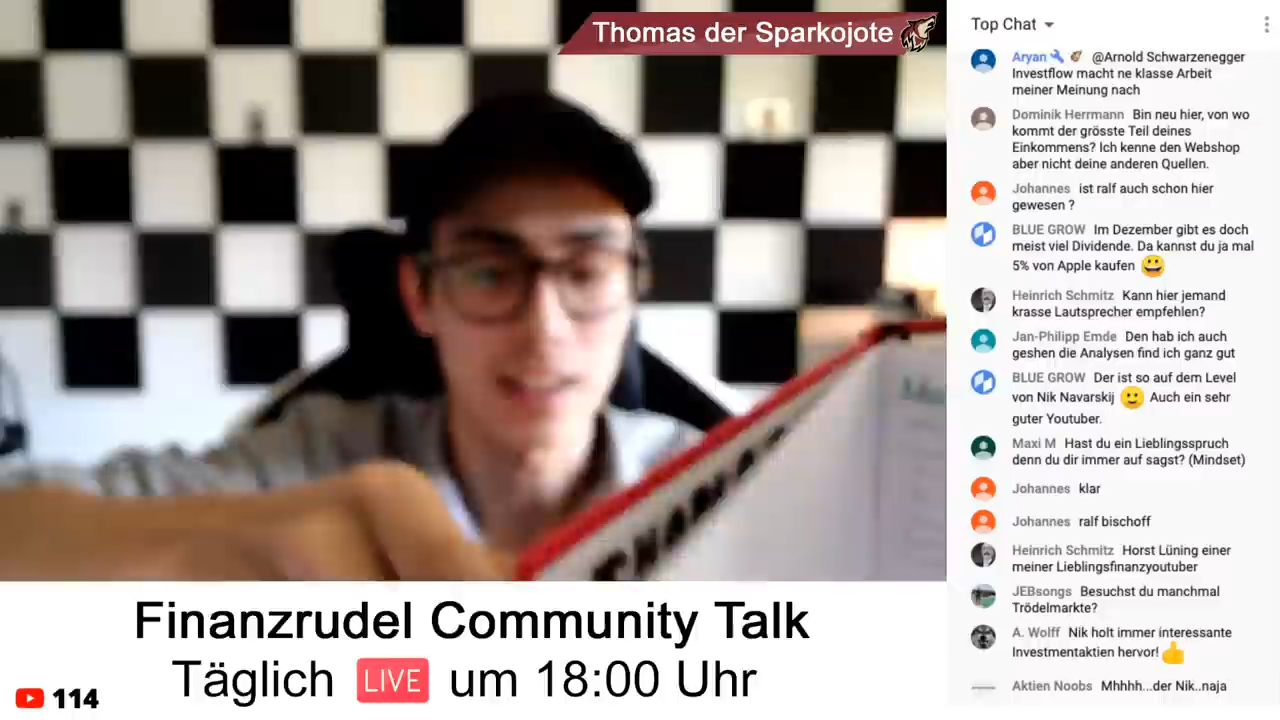 Thomas der Sparkojote
Finanzrudel Community Talk
Täglich LIVE um 18:00 Uhr
114
Top Chat
Aryan @Arnold Schwarzenegger
Investflow macht ne klasse Arbeit
meiner Meinung nach
Dominik Herrmann Bin neu hier, von wo
kommt der grösste Teil deines
Einkommens? Ich kenne den Webshop
aber nicht deine anderen Quellen.
Johannes ist ralf auch schon hier
gewesen ?
BLUE GROW Im Dezember gibt es doch
meist viel Dividende. Da kannst du ja mal
5% von Apple kaufen
Heinrich Schmitz Kann hier jemand
krasse Lautsprecher empfehlen?
Jan-Philipp Emde Den hab ich auch
geshen die Analysen find ich ganz gut
BLUE GROW Der ist so auf dem Level
von Nik Navarskij Auch ein sehr
guter Youtuber.
Maxi M Hast du ein Lieblingsspruch
denn du dir immer auf sagst? (Mindset)
Johannes klar
Johannes ralf bischoff
Heinrich Schmitz Horst Lüning einer
meiner Lieblingsfinanzyoutuber
JEBsongs Besuchst du manchmal
Trödelmarkte?
A. Wolff Nik holt immer interessante
Investmentaktien hervor!
Aktien Noobs Mhhhh...der Nik..naja